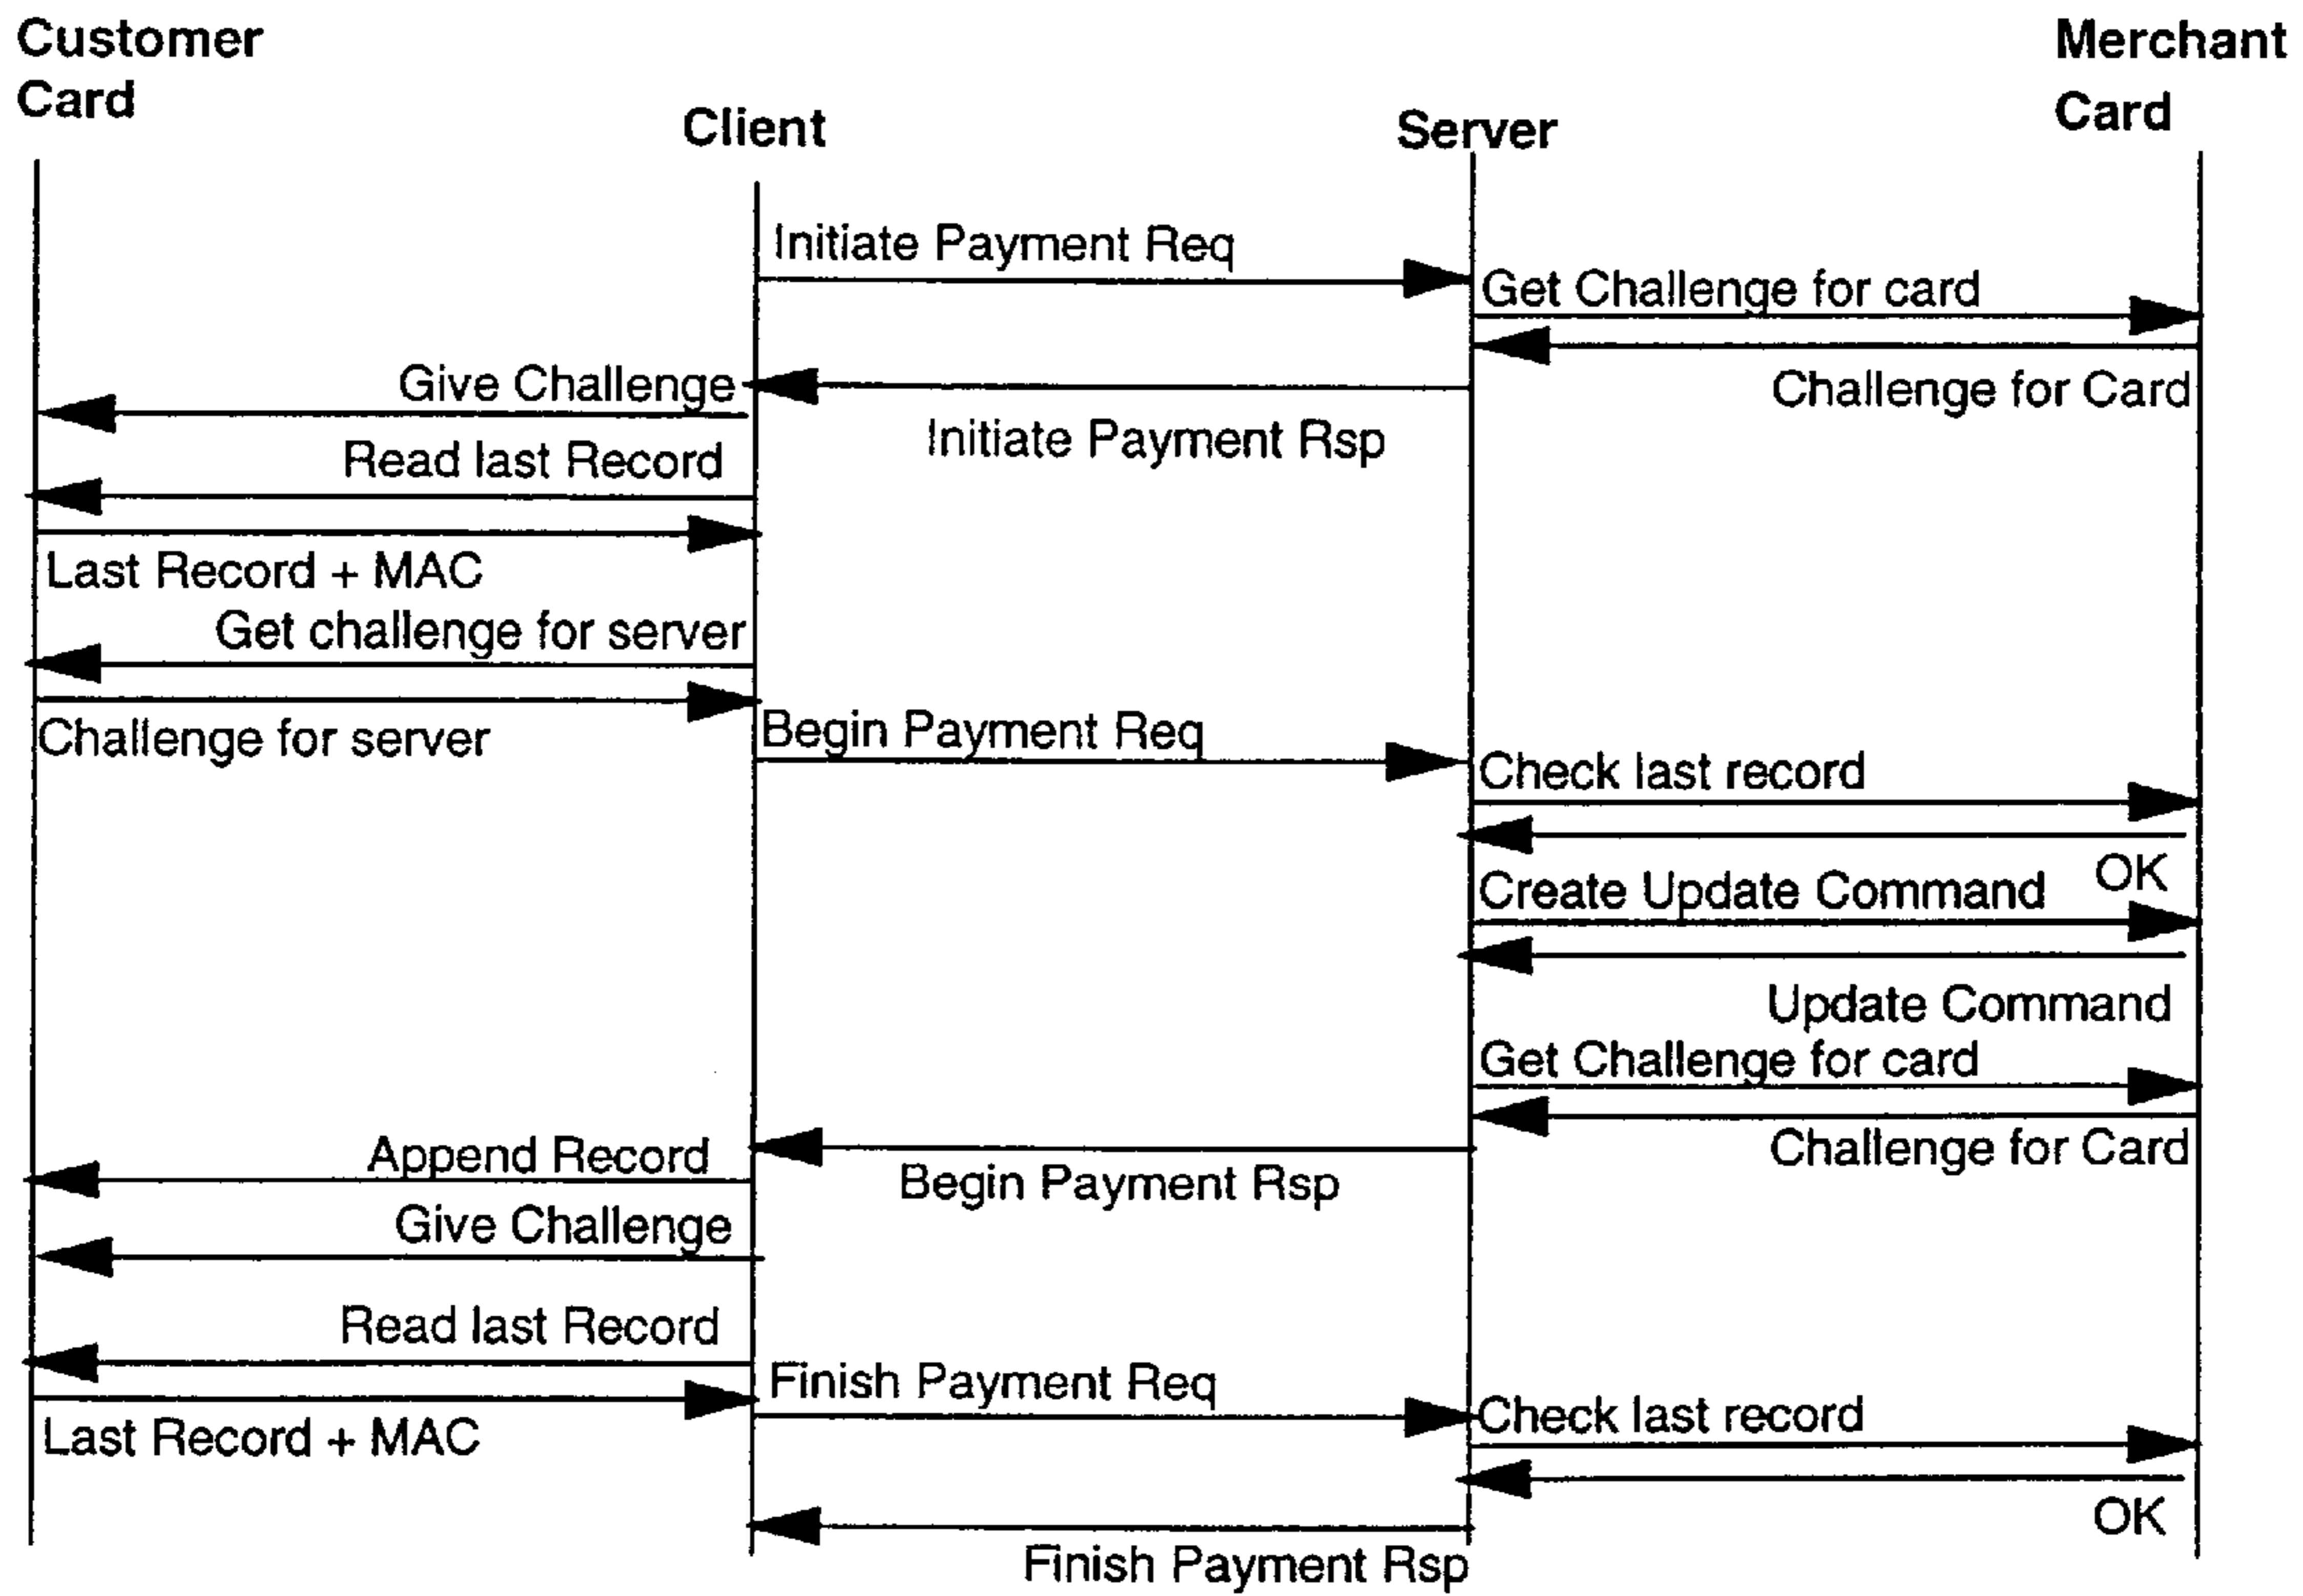 Customer
Card
Client
Server
Merchant
Card
Initiate Payment Req
Get Challenge for card
Challenge for Card
Give Challenge
Initiate Payment Rsp
Read last Record
Last Record + MAC
Get challenge for server
Challenge for server
Begin Payment Req
Check last record
OK
Create Update Command
Update Command
Get Challenge for card
Challenge for Card
Append Record
Begin Payment Rsp
Give Challenge
Read last Record
Finish Payment Req
Last Record + MAC
Check last record
OK
Finish Payment Rsp